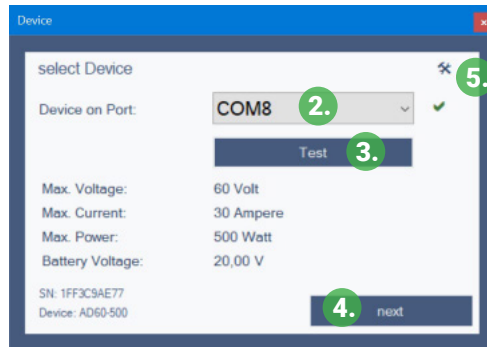 Device
select Device
5.
Device on Port: COM8 2.
Test 3.
Max. Voltage: 60 Volt
Max. Current: 30 Ampere
Max. Power: 500 Watt
Battery Voltage: 20,00 V
SN: 1FF3C9AE77
Device: AD60-500
4. next